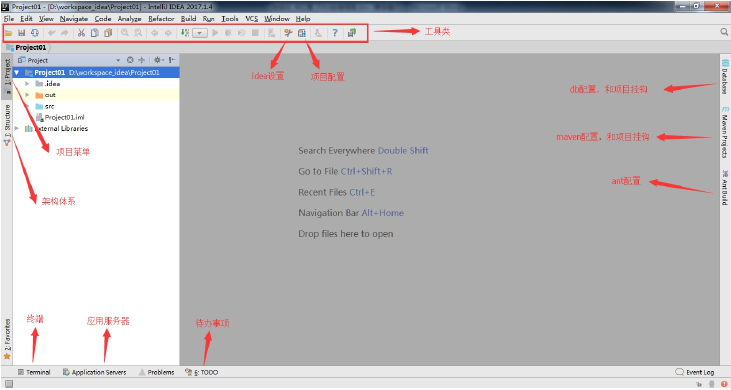 Project01 - [D:\workspace_idea\Project01] - IntelliJ IDEA 2017.1.4
File Edit View Navigate Code Analyze Refactor Build Run Tools VCS Window Help
工具类
Project01
Project
idea设置
项目配置
1: Project
Project01 D:\workspace_idea\Project01
.idea
out
src
Project01.iml
External Libraries
Z: Structure
项目菜单
架构体系
Search Everywhere Double Shift
Go to File Ctrl+Shift+R
Recent Files Ctrl+E
Navigation Bar Alt+Home
Drop files here to open
db配置，和项目挂钩
Database
maven配置，和项目挂钩
Maven Projects
ant配置
Ant Build
2: Favorites
终端
应用服务器
待办事项
Terminal Application Servers Problems 6: TODO Event Log